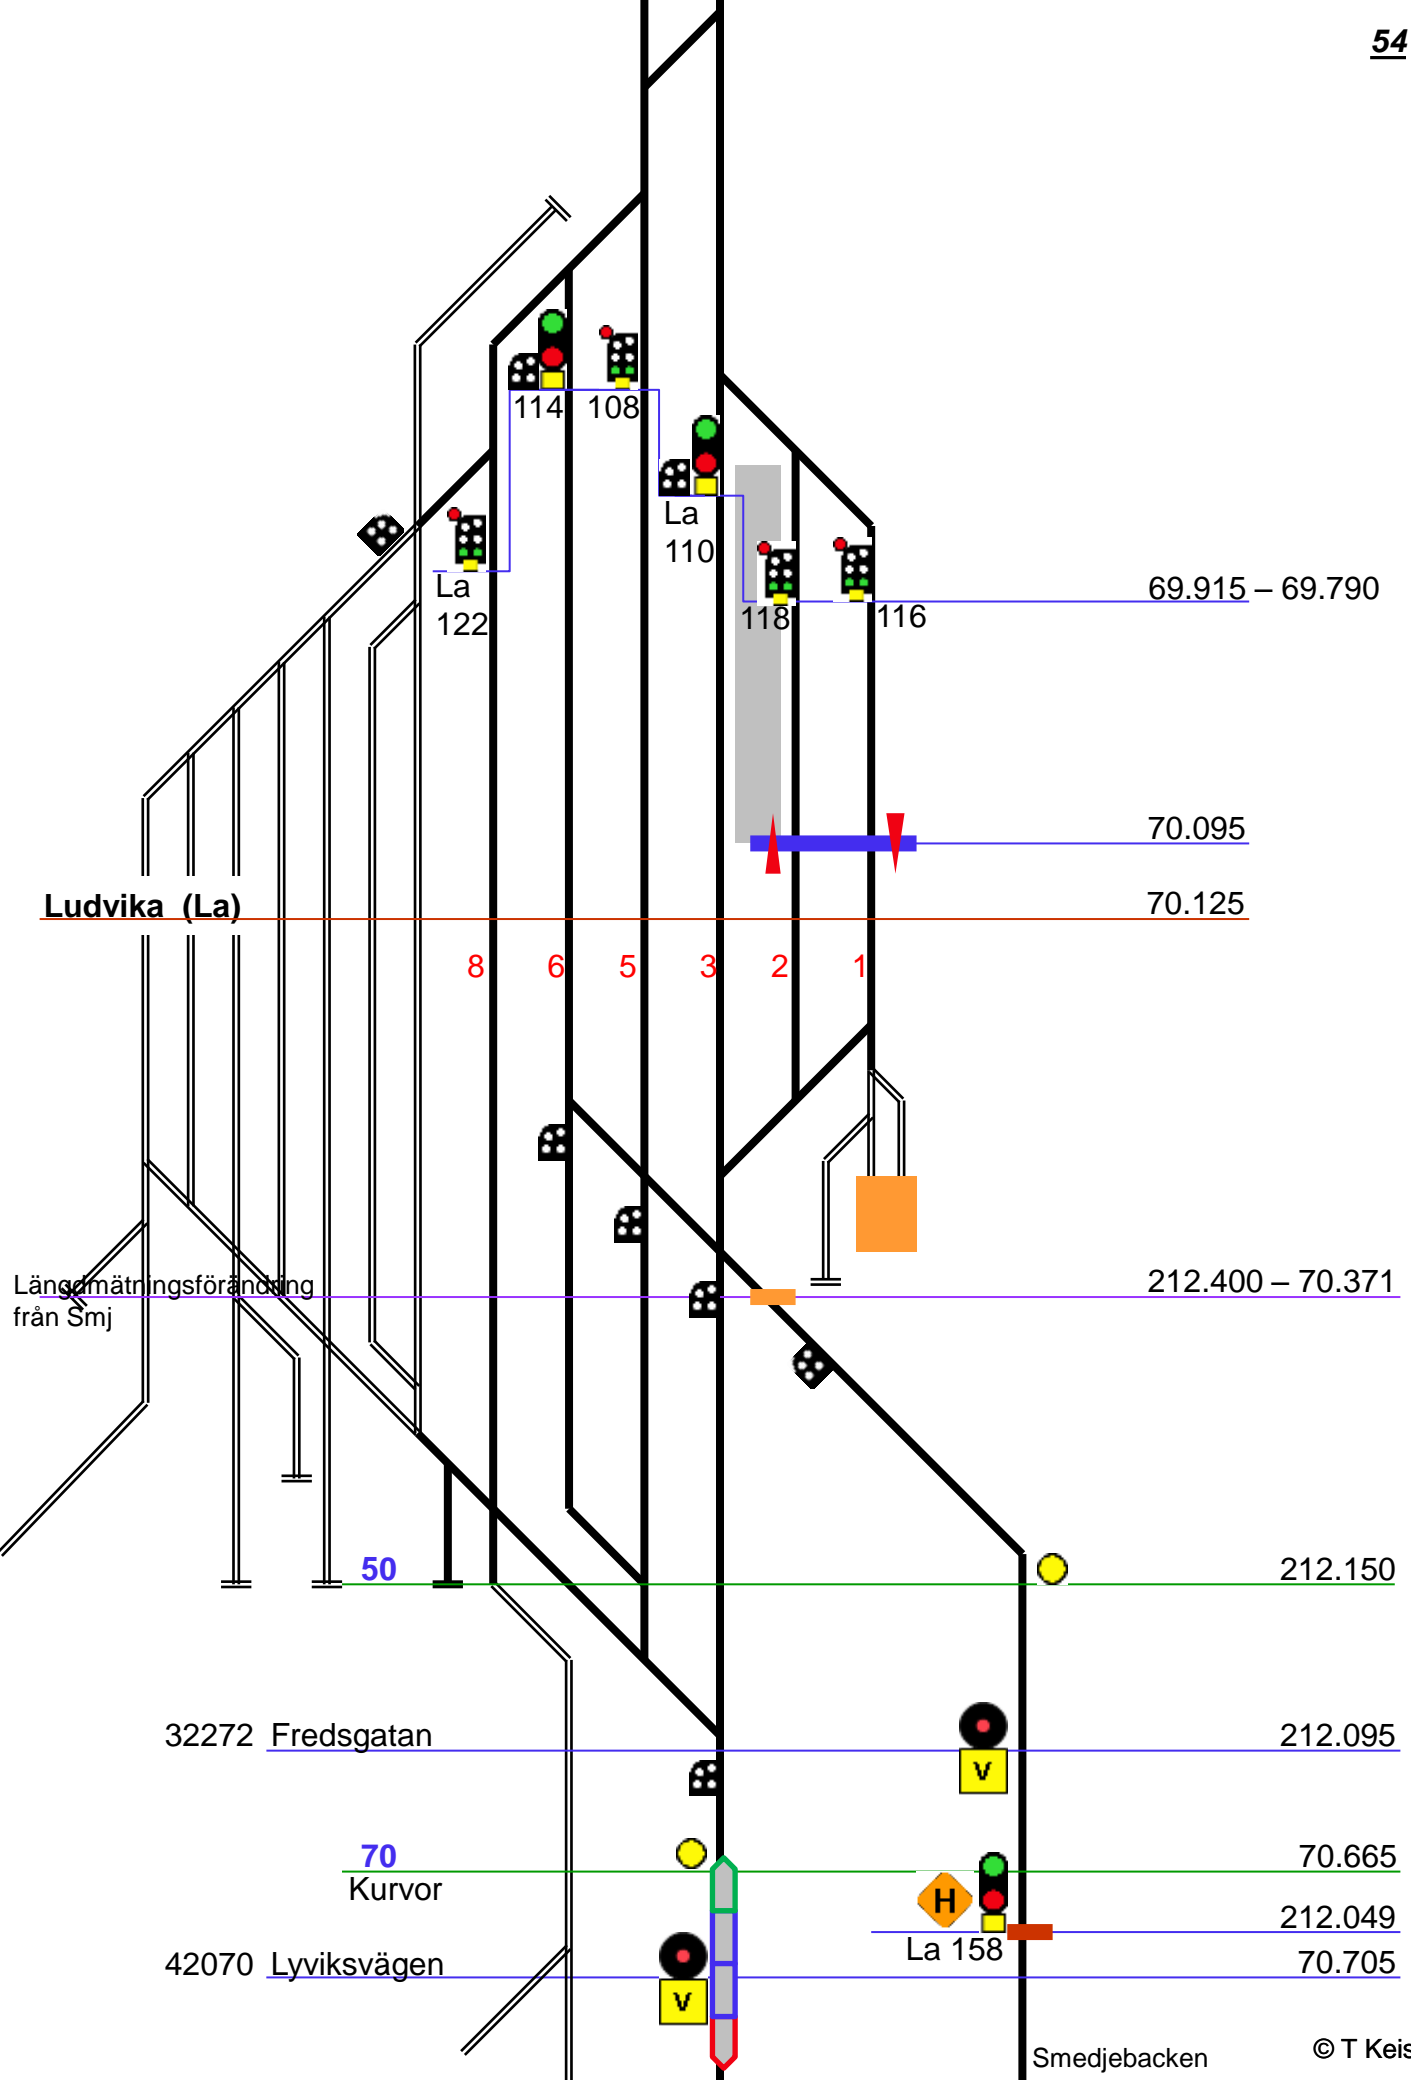 54
114
108
La
110
La
122
118
116
69.915 – 69.790
70.095
Ludvika (La)
70.125
8
6
5
3
2
1
Längdmätningsförändring
från Smj
212.400 – 70.371
50
212.150
32272 Fredsgatan
212.095
V
70
70.665
Kurvor
H
212.049
La 158
42070 Lyviksvägen
70.705
V
Smedjebacken
© T Keis